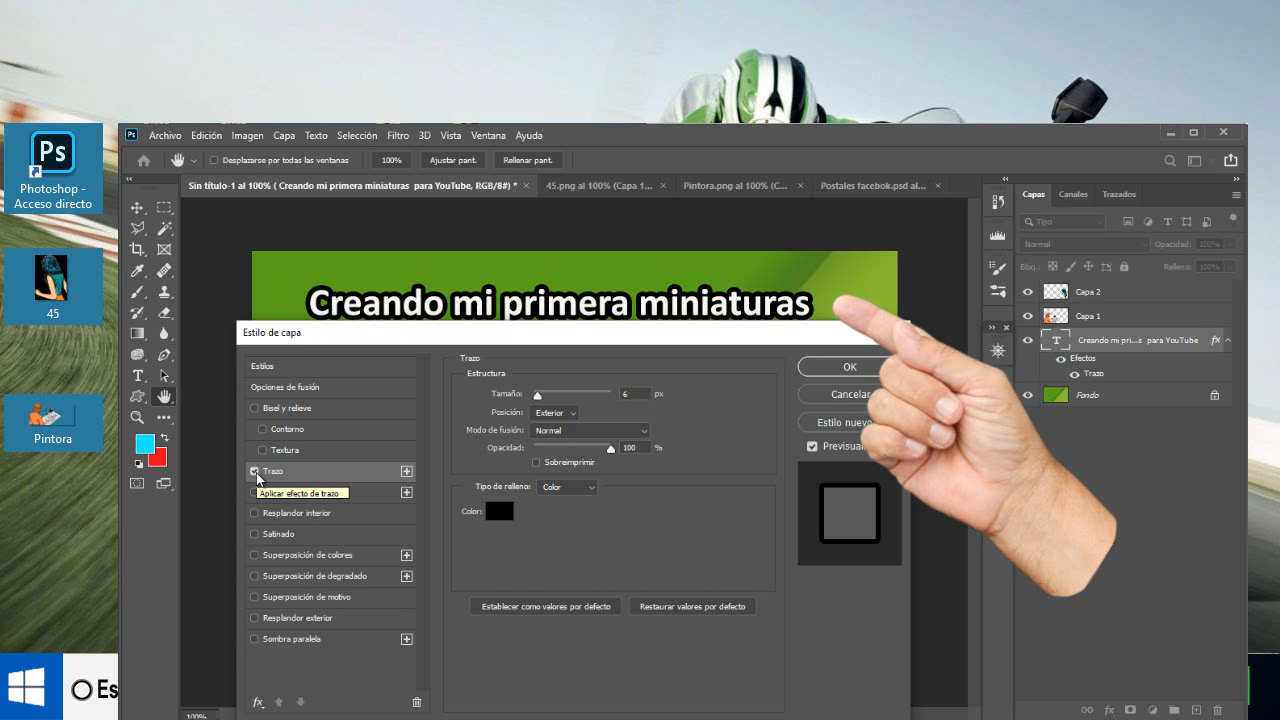 Ps
Photoshop -
Acceso directo
45
Pintora
Es
Ps Archivo Edición Imagen Capa Texto Selección Filtro 3D Vista Ventana Ayuda
Desplazarse por todas las ventanas 100% Ajustar pant. Rellenar pant.
Sin título-1 al 100% ( Creando mi primera miniaturas para YouTube, RGB/8#) * × 45.png al 100% (Capa 1... × Pintora.png al 100% (C... × Postales facebok.psd al... ×
Creando mi primera miniaturas
Estilo de capa
Estilos
Opciones de fusión
Bisel y relieve
Contorno
Textura
Trazo
Aplicar efecto de trazo
Resplandor interior
Satinado
Superposición de colores
Superposición de degradado
Superposición de motivo
Resplandor exterior
Sombra paralela
fx
Trazo
Estructura
Tamaño: 6 px
Posición: Exterior
Modo de fusión: Normal
Opacidad: 100 %
Sobreimprimir
Tipo de relleno: Color
Color:
Establecer como valores por defecto Restaurar valores por defecto
OK
Cancelar
Estilo nuevo
100%
Capas Canales Trazados
Tipo
Normal Opacidad: 100%
Bloq.: Relleno: 100%
Capa 2
Capa 1
T Creando mi pri...s para YouTube fx
Efectos
Trazo
Fondo
fx